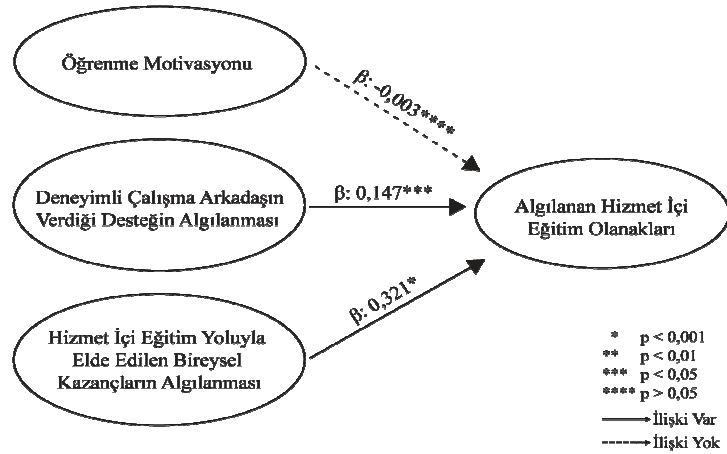 Öğrenme Motivasyonu
β: -0,003****
Deneyimli Çalışma Arkadaşın
Verdiği Desteğin Algılanması
β: 0,147***
Algılanan Hizmet İçi
Eğitim Olanakları
β: 0,321*
Hizmet İçi Eğitim Yoluyla
Elde Edilen Bireysel
Kazançların Algılanması
* p < 0,001
** p < 0,01
*** p < 0,05
**** p > 0,05
İlişki Var
İlişki Yok